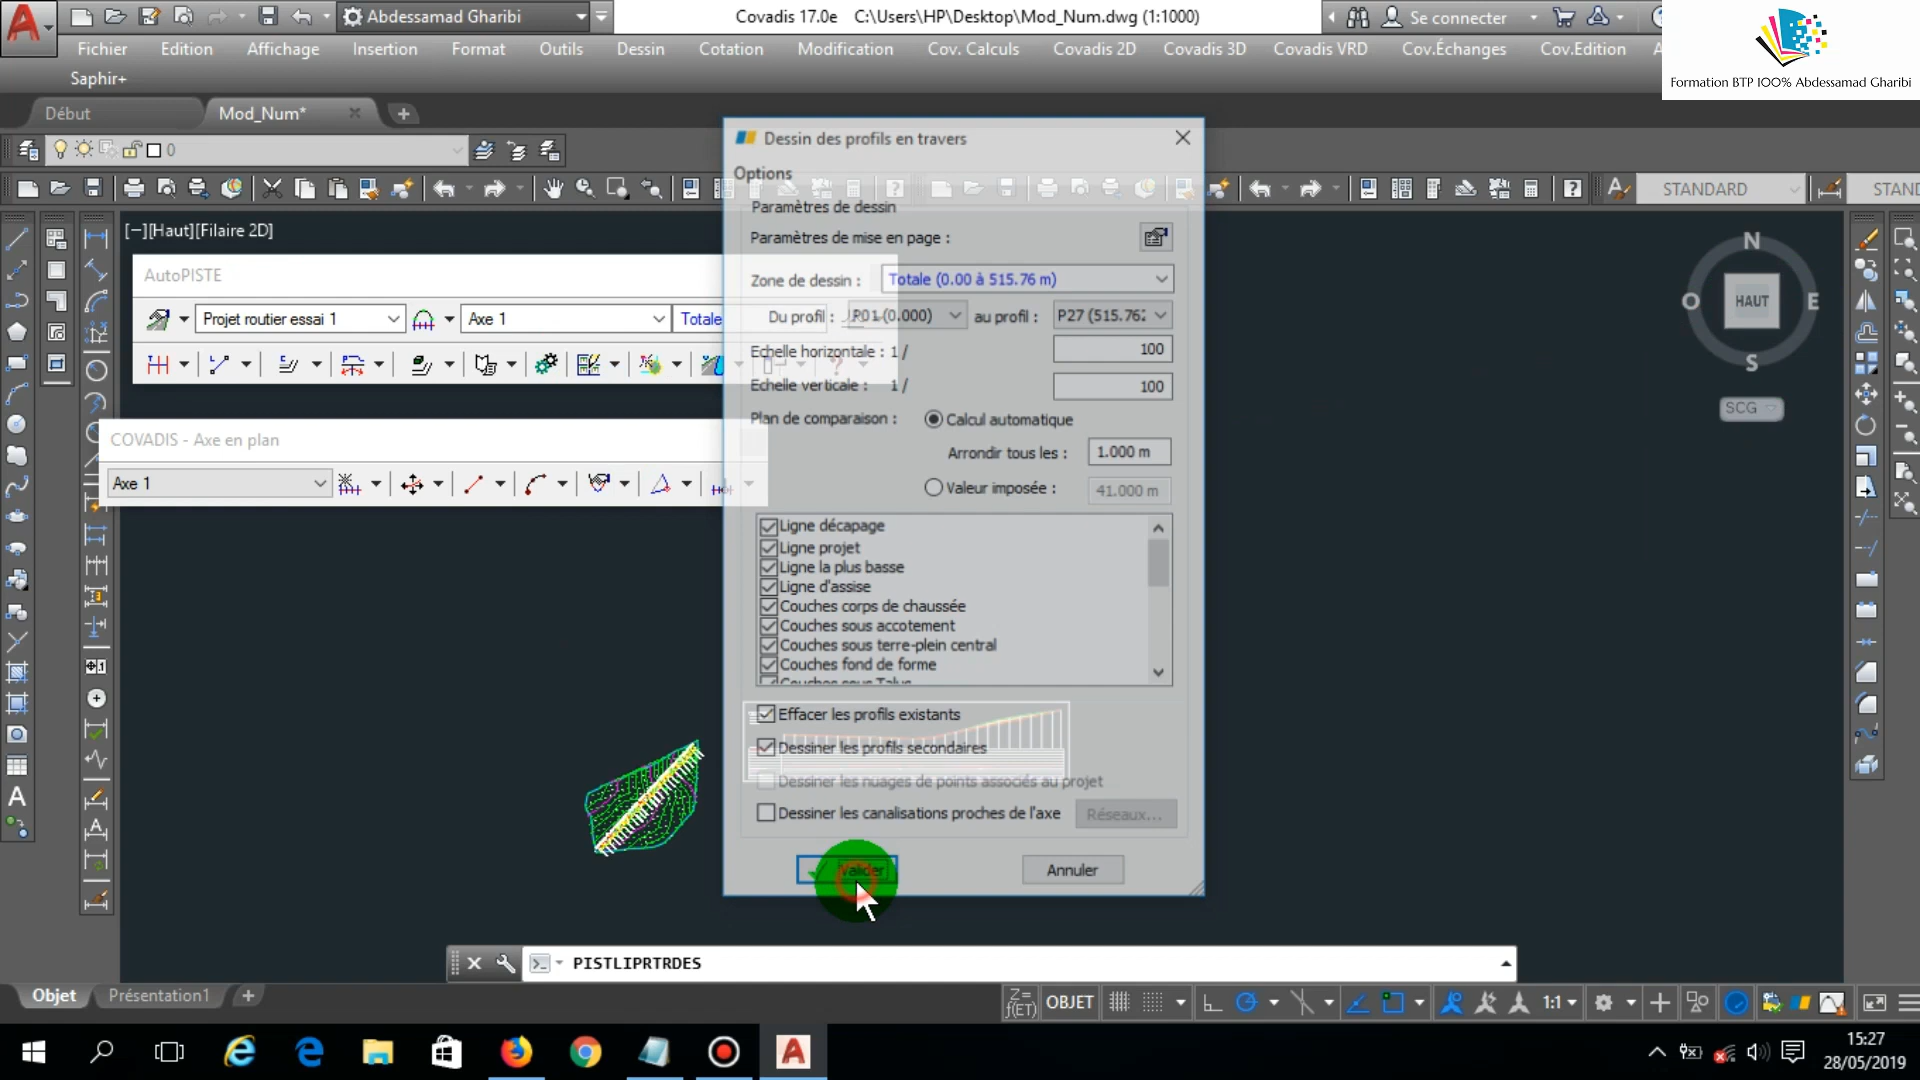 Abdessamad Gharibi
Covadis 17.0e C:\Users\HP\Desktop\Mod_Num.dwg (1:1000)
Se connecter
Fichier Edition Affichage Insertion Format Outils Dessin Cotation Modification Cov. Calculs Covadis 2D Covadis 3D Covadis VRD Cov.Échanges Cov.Edition
Formation BTP 100% Abdessamad Gharibi
Saphir+
Début
Mod_Num*
0
STANDARD
STAND
[−][Haut][Filaire 2D]
AutoPISTE
Projet routier essai 1
Axe 1
Totale
COVADIS - Axe en plan
Axe 1
Dessin des profils en travers
Options
Paramètres de dessin
Paramètres de mise en page :
Zone de dessin : Totale (0.00 à 515.76 m)
Du profil : P01 (0.000) au profil : P27 (515.762
Echelle horizontale : 1 / 100
Echelle verticale : 1 / 100
Plan de comparaison : Calcul automatique
Arrondir tous les : 1.000 m
Valeur imposée : 41.000 m
Ligne décapage
Ligne projet
Ligne la plus basse
Ligne d'assise
Couches corps de chaussée
Couches sous accotement
Couches sous terre-plein central
Couches fond de forme
Couches sous Talus
Effacer les profils existants
Dessiner les profils secondaires
Dessiner les nuages de points associés au projet
Dessiner les canalisations proches de l'axe
Réseaux...
Valider
Annuler
N
O
HAUT
E
S
SCG
PISTLIPRTRDES
Objet
Présentation1
OBJET
1:1
15:27
28/05/2019